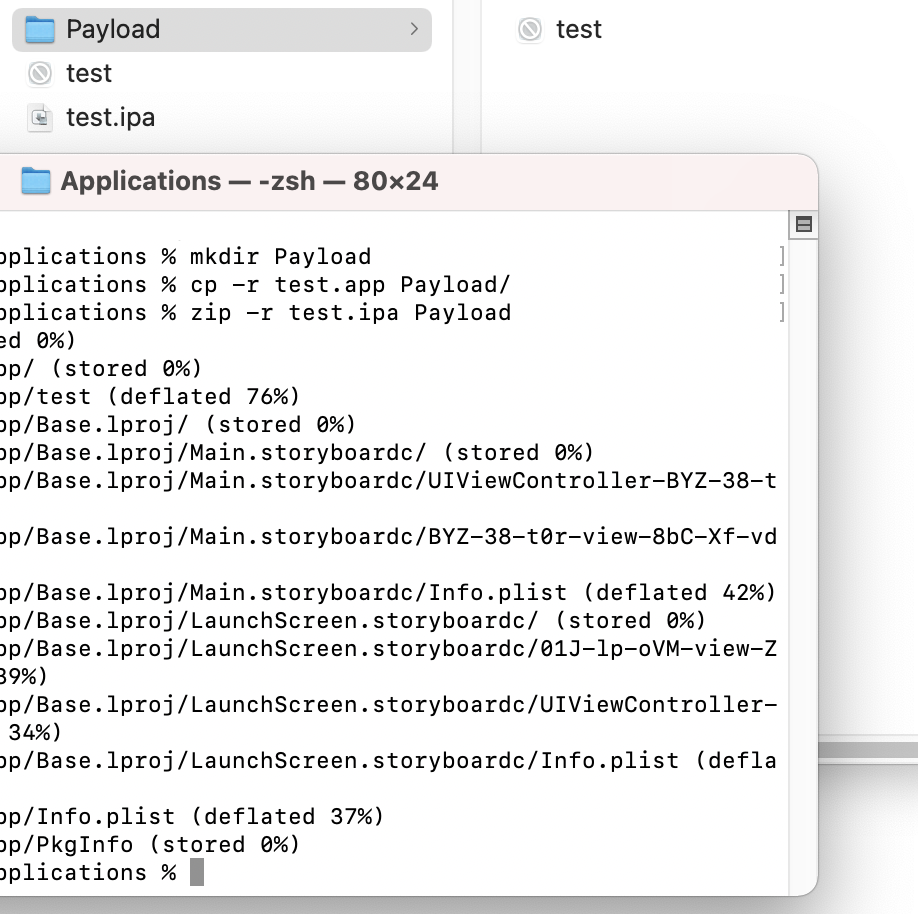 Payload
test
test.ipa
test
Applications — -zsh — 80×24
pplications % mkdir Payload ]
pplications % cp -r test.app Payload/ ]
pplications % zip -r test.ipa Payload ]
ed 0%)
pp/ (stored 0%)
pp/test (deflated 76%)
pp/Base.lproj/ (stored 0%)
pp/Base.lproj/Main.storyboardc/ (stored 0%)
pp/Base.lproj/Main.storyboardc/UIViewController-BYZ-38-t
pp/Base.lproj/Main.storyboardc/BYZ-38-t0r-view-8bC-Xf-vd
pp/Base.lproj/Main.storyboardc/Info.plist (deflated 42%)
pp/Base.lproj/LaunchScreen.storyboardc/ (stored 0%)
pp/Base.lproj/LaunchScreen.storyboardc/01J-lp-oVM-view-Z
39%)
pp/Base.lproj/LaunchScreen.storyboardc/UIViewController-
34%)
pp/Base.lproj/LaunchScreen.storyboardc/Info.plist (defla
pp/Info.plist (deflated 37%)
pp/PkgInfo (stored 0%)
pplications %